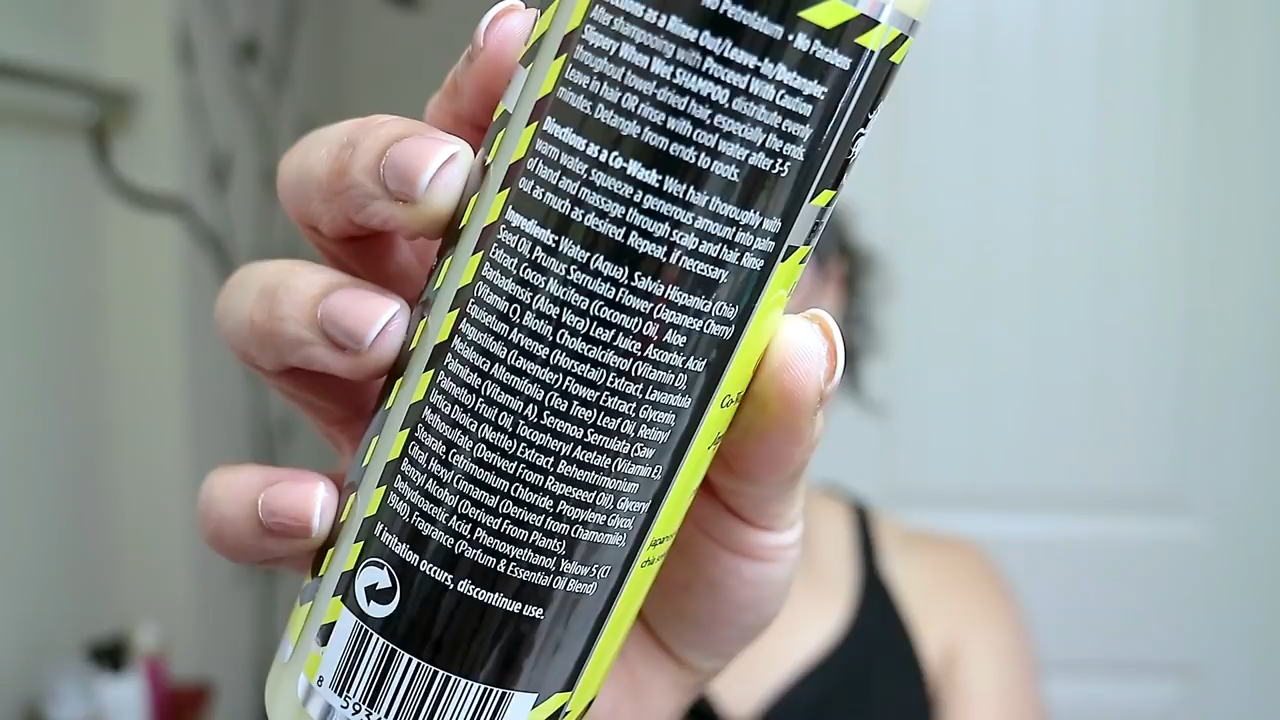 No Petrolatum • No Parabens
Directions as a Rinse Out/Leave-In/Detangler:
After shampooing with Proceed With Caution
Slippery When Wet SHAMPOO, distribute evenly
throughout towel-dried hair, especially the ends.
Leave in hair OR rinse with cool water after 3-5
minutes. Detangle from ends to roots.
Directions as a Co-Wash: Wet hair thoroughly with
warm water, squeeze a generous amount into palm
of hand and massage through scalp and hair. Rinse
out as much as desired. Repeat, if necessary.
Ingredients: Water (Aqua), Salvia Hispanica (Chia)
Seed Oil, Prunus Serrulata Flower (Japanese Cherry)
Extract, Cocos Nucifera (Coconut) Oil, Aloe
Barbadensis (Aloe Vera) Leaf Juice, Ascorbic Acid
(Vitamin C), Biotin, Cholecalciferol (Vitamin D),
Equisetum Arvense (Horsetail) Extract, Lavandula
Angustifolia (Lavender) Flower Extract, Glycerin,
Melaleuca Alternifolia (Tea Tree) Leaf Oil, Retinyl
Palmitate (Vitamin A), Serenoa Serrulata (Saw
Palmetto) Fruit Oil, Tocopheryl Acetate (Vitamin E),
Urtica Dioica (Nettle) Extract, Behentrimonium
Methosulfate (Derived From Rapeseed Oil), Glyceryl
Stearate, Cetrimonium Chloride, Propylene Glycol,
Citral, Hexyl Cinnamal (Derived from Chamomile),
Benzyl Alcohol (Derived From Plants),
Dehydroacetic Acid, Phenoxyethanol, Yellow 5 (CI
19140), Fragrance (Parfum & Essential Oil Blend)
If irritation occurs, discontinue use.
8 593